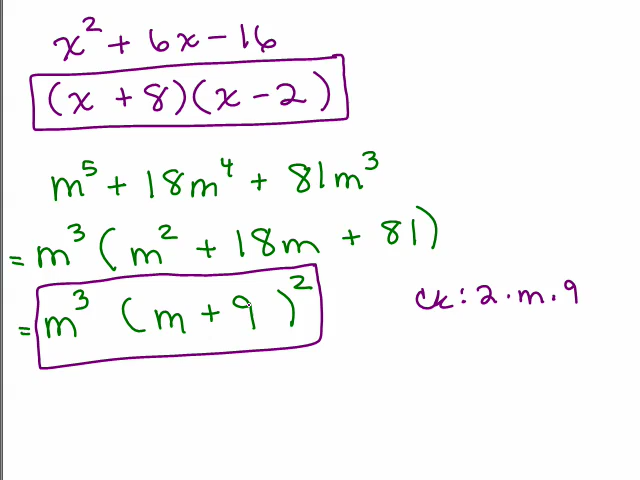 x² + 6x - 16
(x + 8)(x - 2)
m⁵ + 18m⁴ + 81m³
= m³ (m² + 18m + 81)
= m³ (m + 9)²
ck: 2 · m · 9